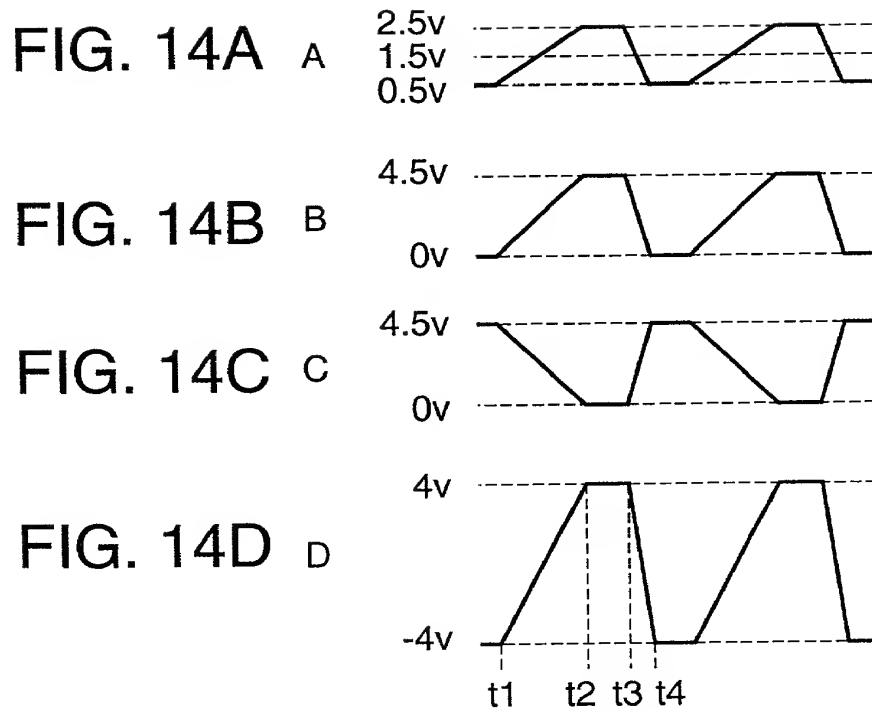 FIG. 14A A
2.5v
1.5v
0.5v
FIG. 14B B
4.5v
0v
FIG. 14C C
4.5v
0v
FIG. 14D D
4v
-4v
t1 t2 t3 t4